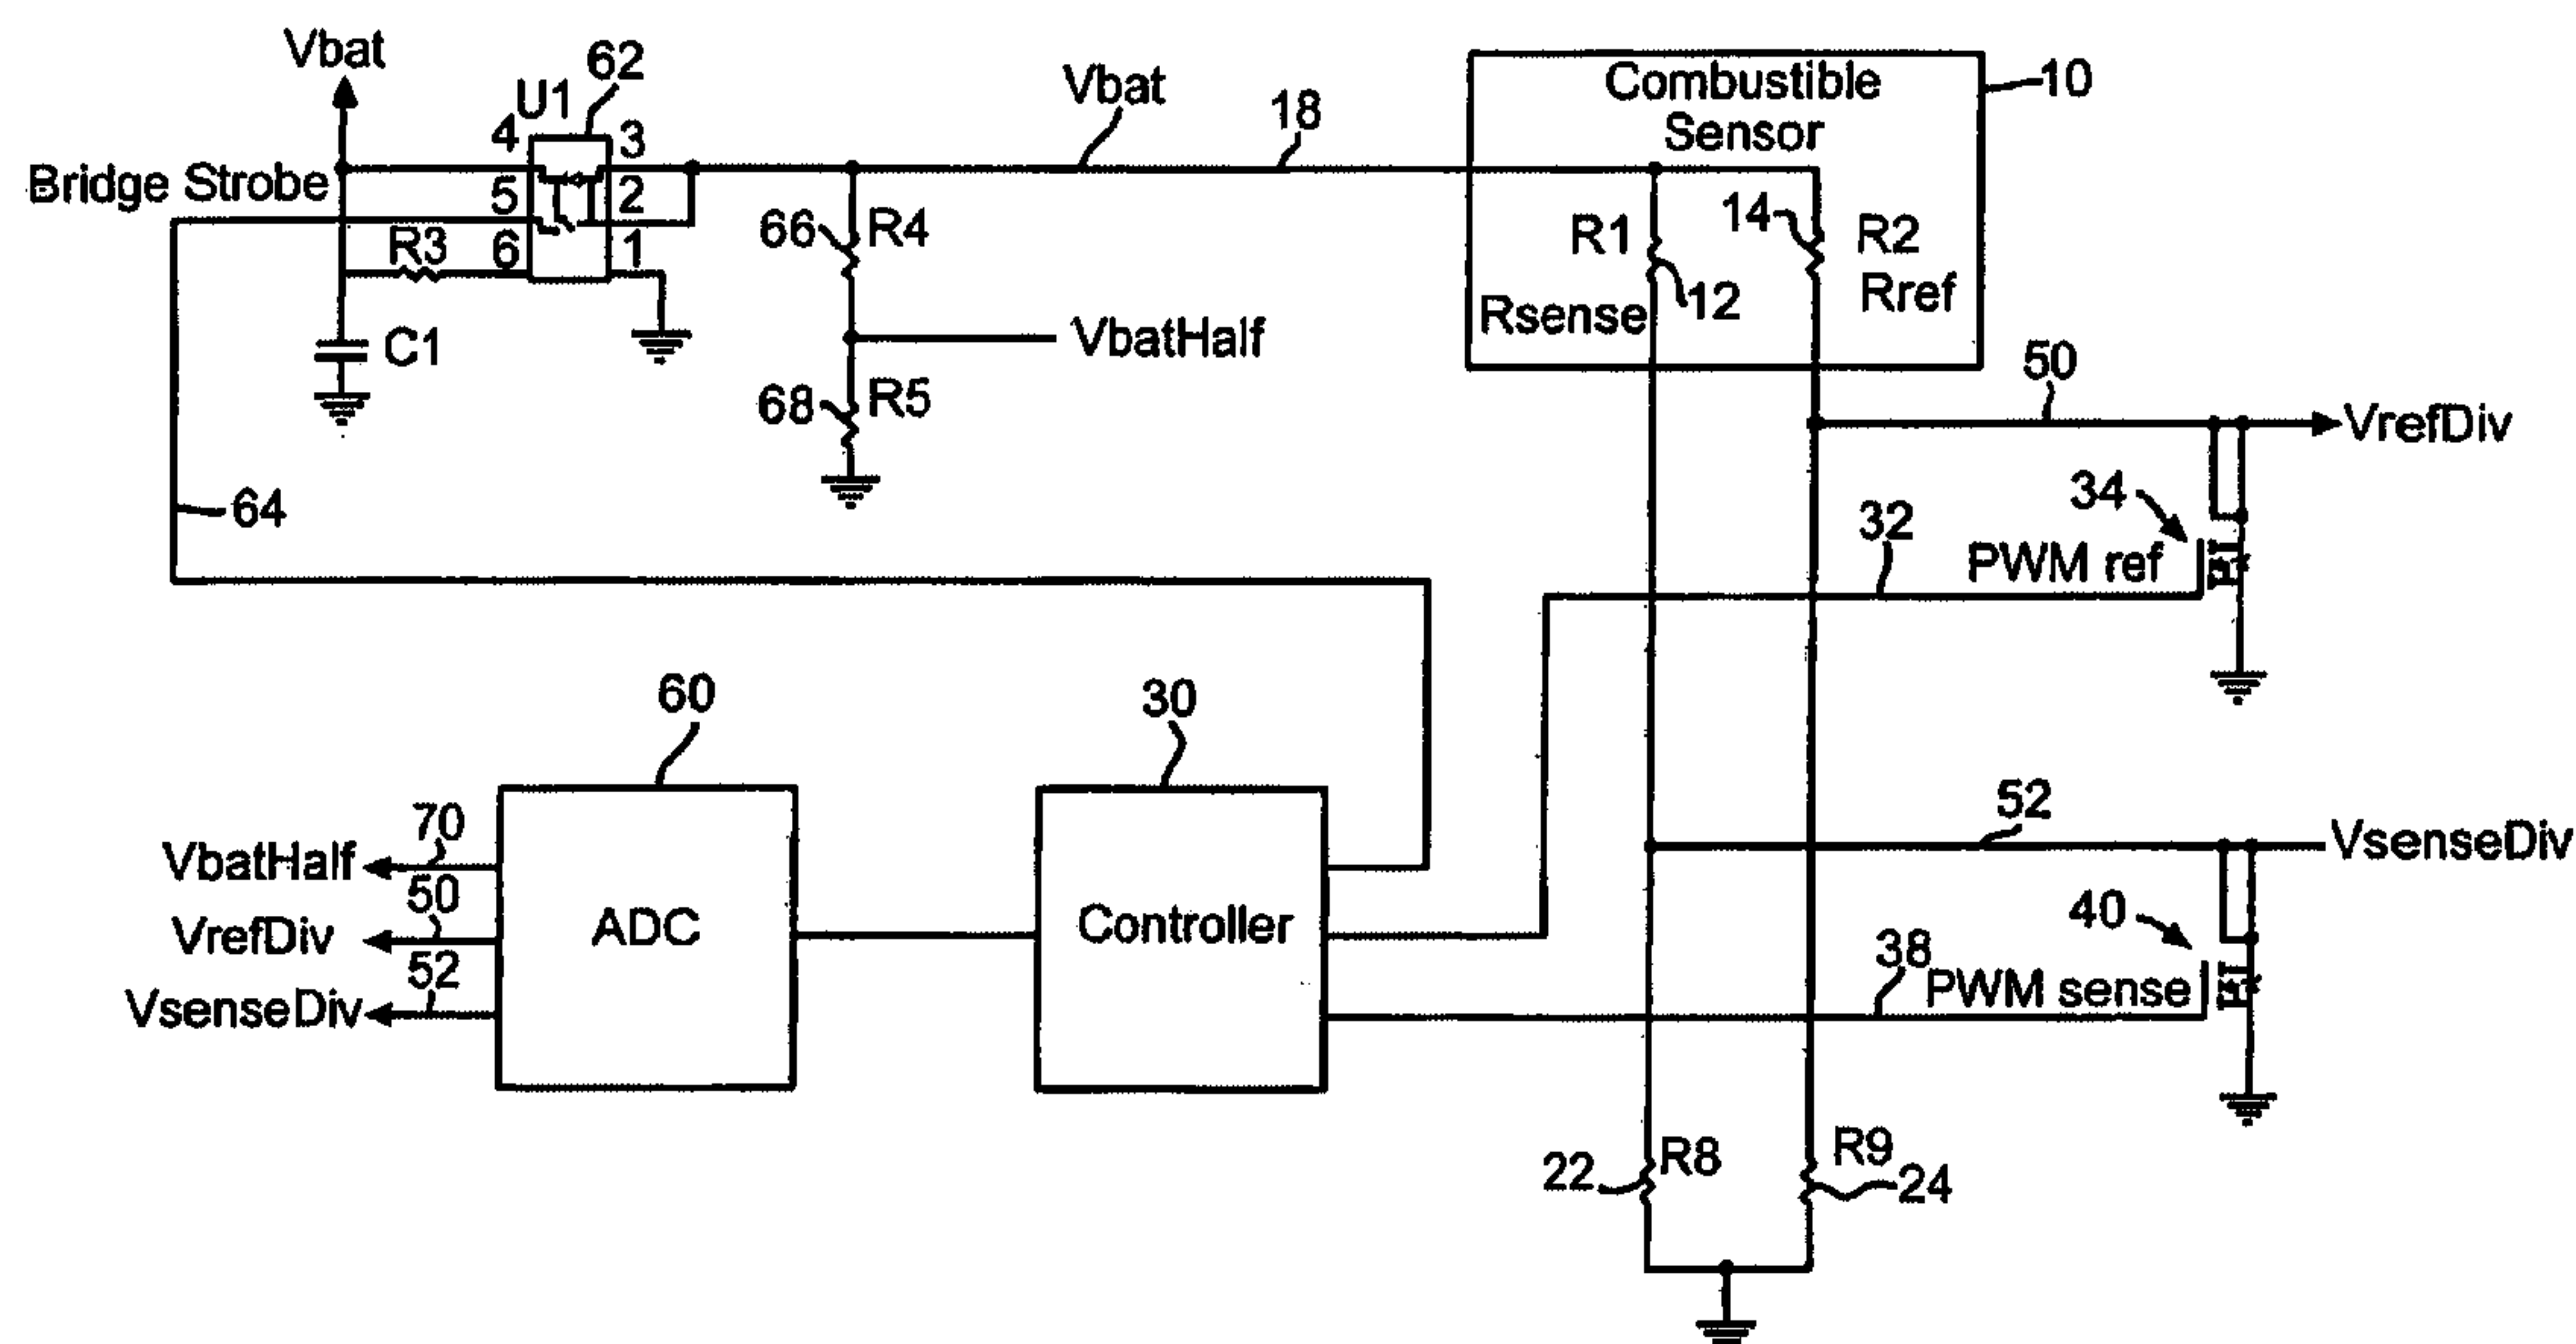 Vbat
62
U1
4
3
Bridge Strobe
5
2
R3
6
1
C1
64
Vbat
18
66
R4
VbatHalf
68
R5
Combustible
Sensor
10
R1
14
R2
Rsense
12
Rref
50
VrefDiv
34
32
PWM ref
60
30
52
VsenseDiv
VbatHalf
70
50
VrefDiv
52
VsenseDiv
ADC
Controller
40
38
PWM sense
22
R8
R9
24